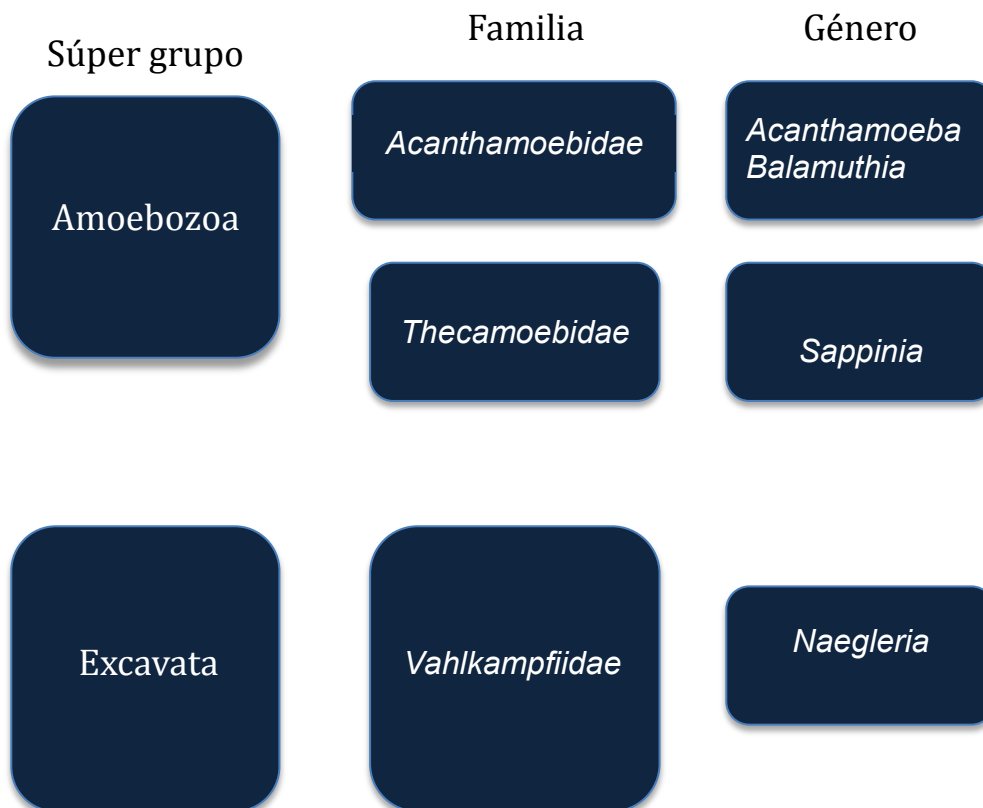 Súper grupo
Familia
Género
Amoebozoa
Acanthamoebidae
Acanthamoeba
Balamuthia
Thecamoebidae
Sappinia
Excavata
Vahlkampfiidae
Naegleria